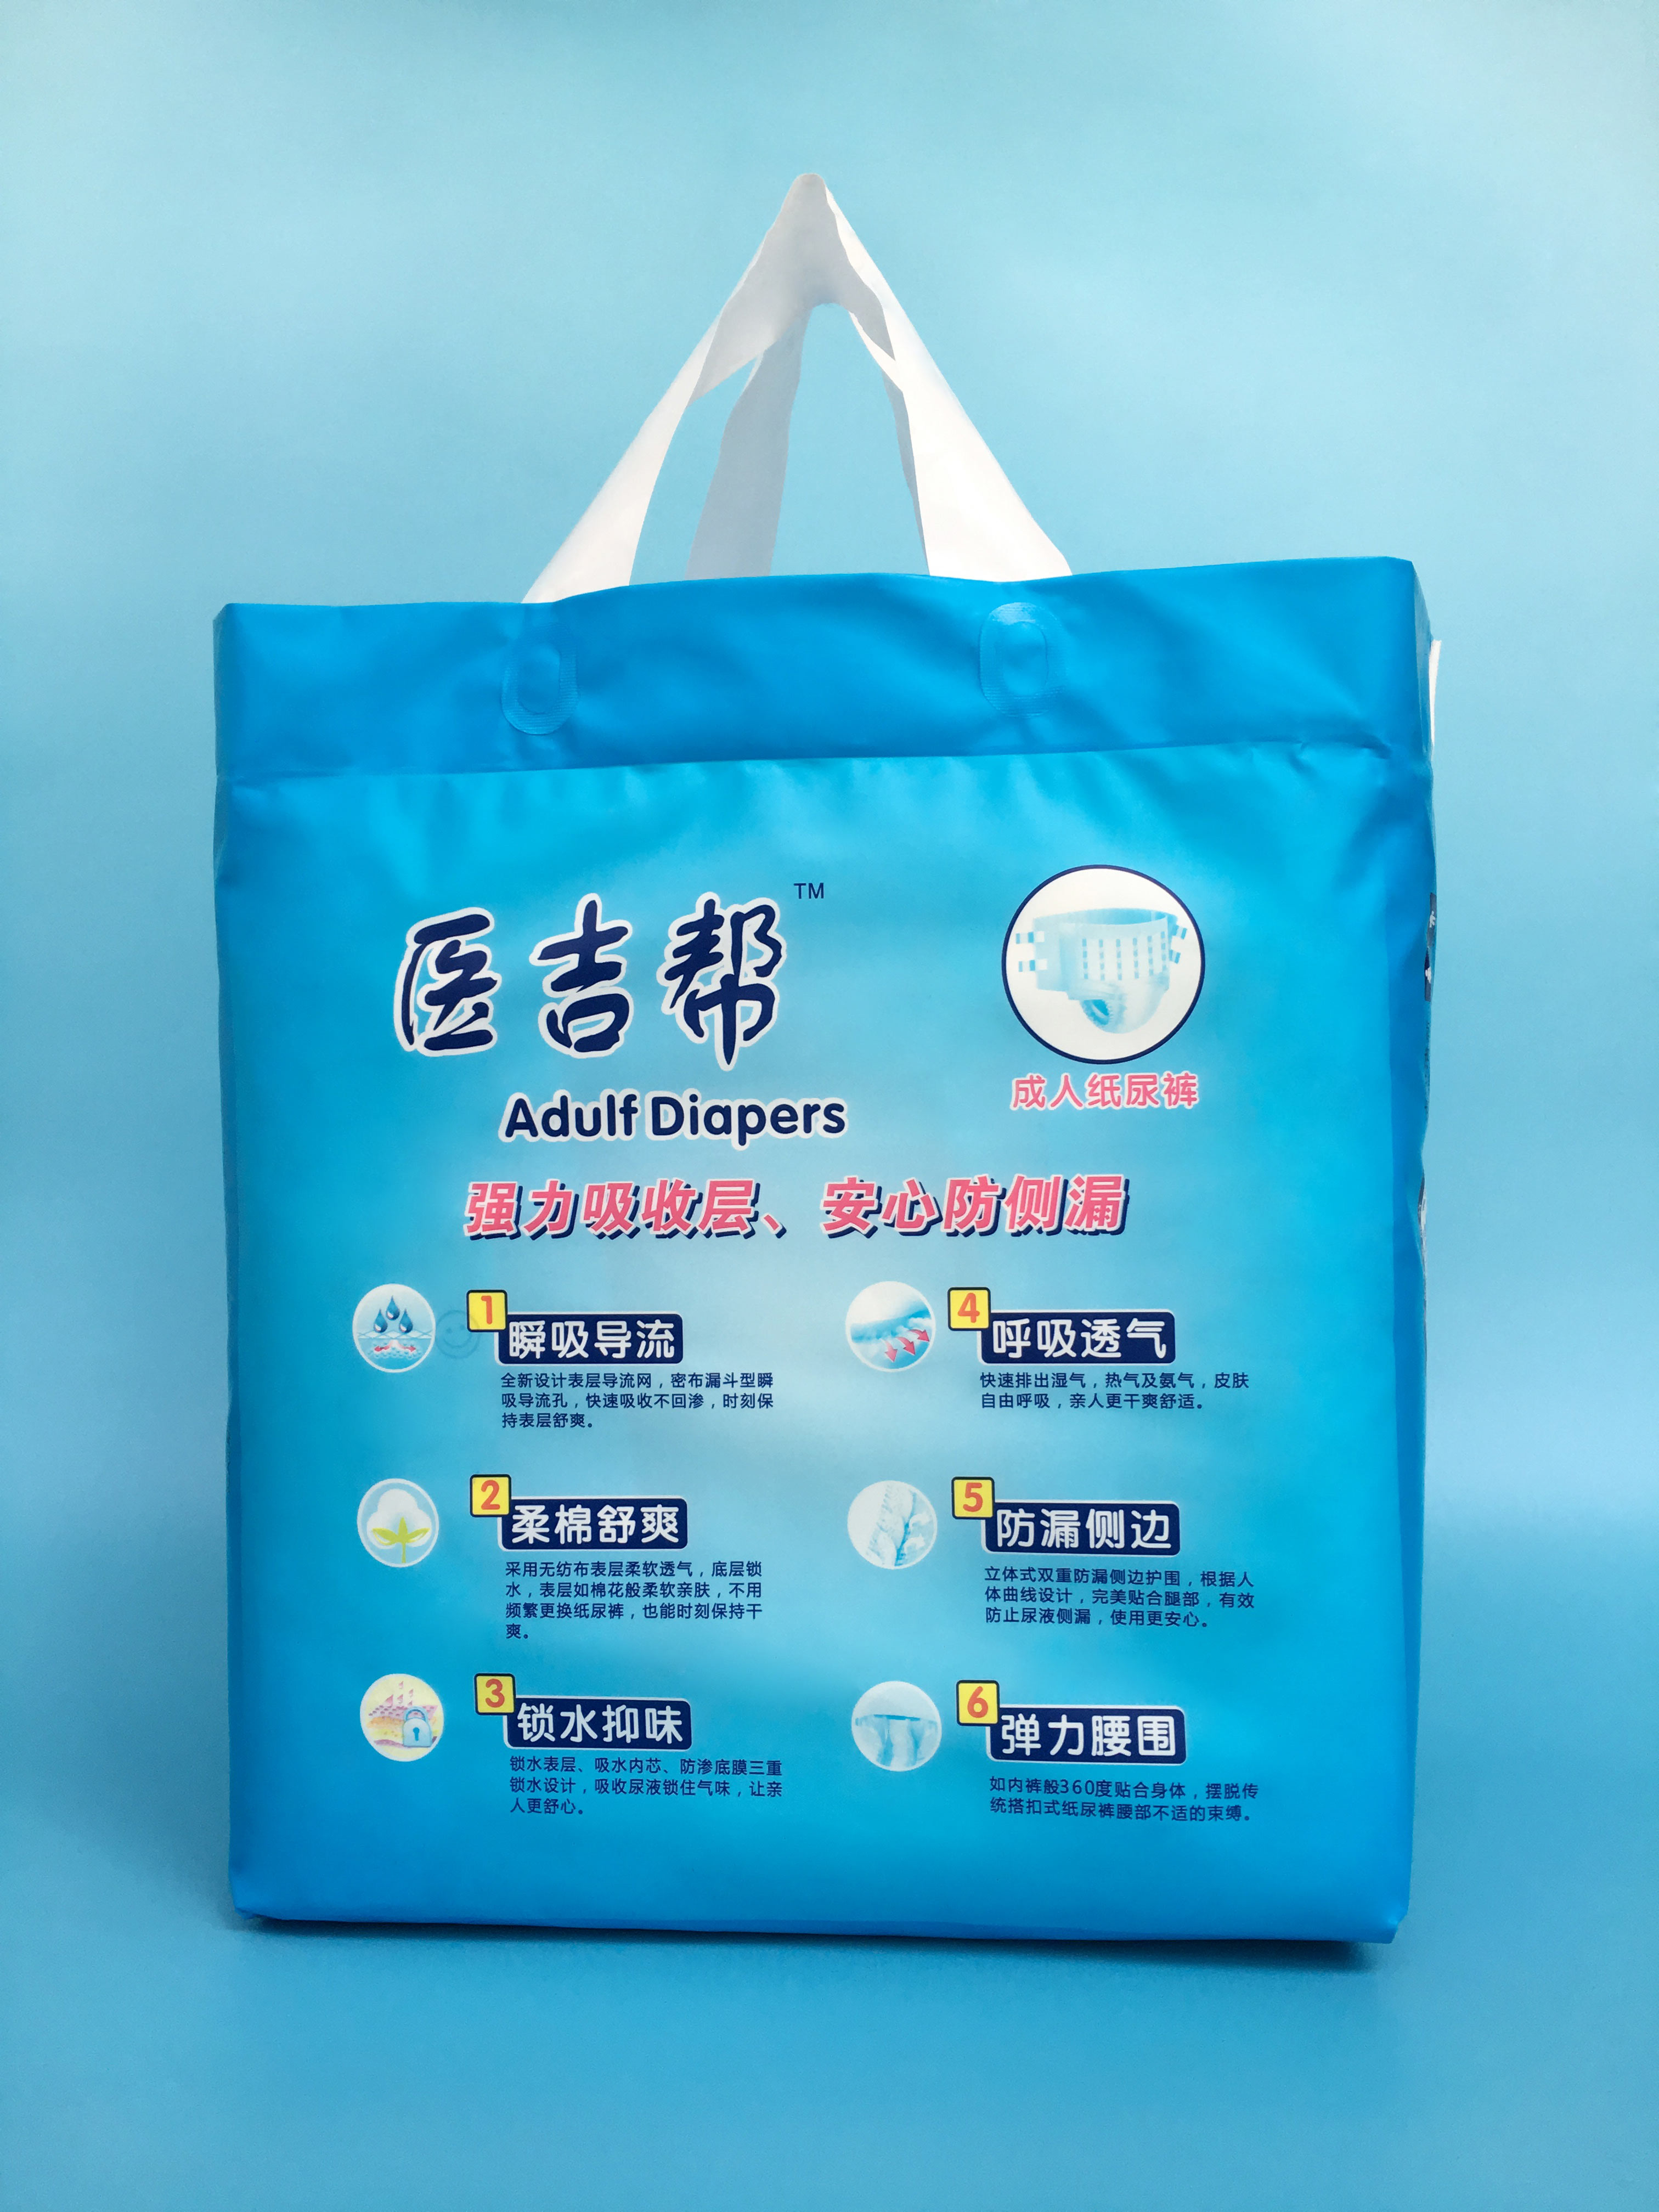 医吉帮 TM
成人纸尿裤
Adulf Diapers
强力吸收层、安心防侧漏
1 瞬吸导流
全新设计表层导流网，密布漏斗型瞬
吸导流孔，快速吸收不回渗，时刻保
持表层舒爽。
2 柔棉舒爽
采用无纺布表层柔软透气，底层锁
水，表层如棉花般柔软亲肤，不用
频繁更换纸尿裤，也能时刻保持干
爽。
3 锁水抑味
锁水表层、吸水内芯、防渗底膜三重
锁水设计，吸收尿液锁住气味，让亲
人更舒心。
4 呼吸透气
快速排出湿气，热气及氨气，皮肤
自由呼吸，亲人更干爽舒适。
5 防漏侧边
立体式双重防漏侧边护围，根据人
体曲线设计，完美贴合腿部，有效
防止尿液侧漏，使用更安心。
6 弹力腰围
如内裤般360度贴合身体，摆脱传
统搭扣式纸尿裤腰部不适的束缚。